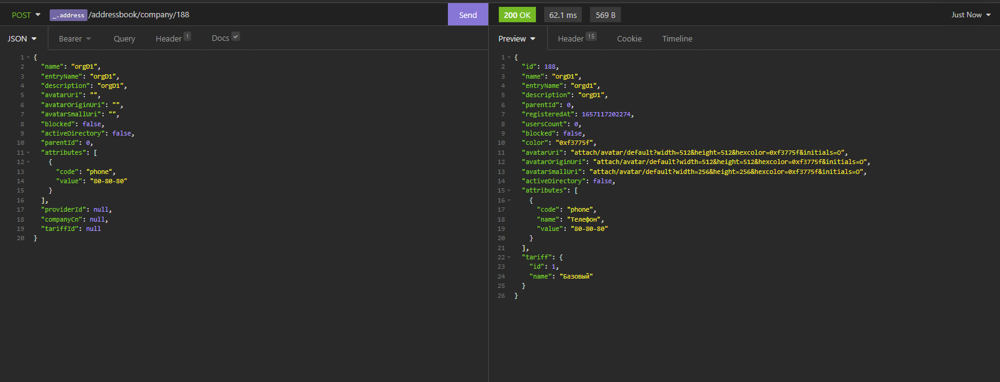 POST _.address /addressbook/company/188 Send 200 OK 62.1 ms 569 B Just Now
JSON Bearer Query Header 1 Docs Preview Header 15 Cookie Timeline
1 {
2 "name": "orgD1",
3 "entryName": "orgD1",
4 "description": "orgD1",
5 "avatarUri": "",
6 "avatarOriginUri": "",
7 "avatarSmallUri": "",
8 "blocked": false,
9 "activeDirectory": false,
10 "parentId": 0,
11 "attributes": [
12 {
13 "code": "phone",
14 "value": "80-80-80"
15 }
16 ],
17 "providerId": null,
18 "companyCn": null,
19 "tariffId": null
20 }
1 {
2 "id": 188,
3 "name": "orgD1",
4 "entryName": "orgd1",
5 "description": "orgD1",
6 "parentId": 0,
7 "registeredAt": 1657117202274,
8 "usersCount": 0,
9 "blocked": false,
10 "color": "0xf3775f",
11 "avatarUri": "attach/avatar/default?width=512&height=512&hexcolor=0xf3775f&initials=O",
12 "avatarOriginUri": "attach/avatar/default?width=512&height=512&hexcolor=0xf3775f&initials=O",
13 "avatarSmallUri": "attach/avatar/default?width=256&height=256&hexcolor=0xf3775f&initials=O",
14 "activeDirectory": false,
15 "attributes": [
16 {
17 "code": "phone",
18 "name": "Телефон",
19 "value": "80-80-80"
20 }
21 ],
22 "tariff": {
23 "id": 1,
24 "name": "Базовый"
25 }
26 }